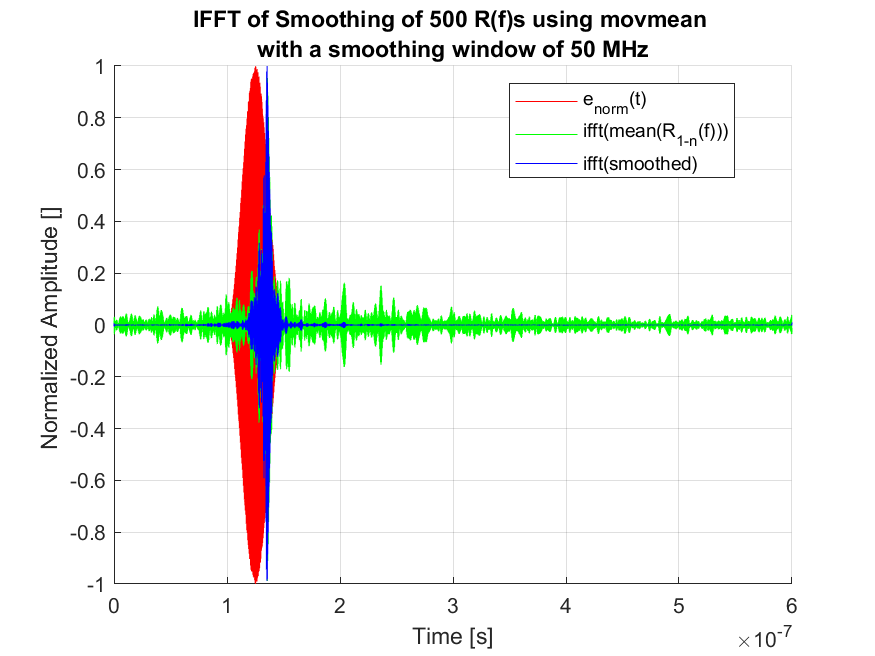 IFFT of Smoothing of 500 R(f)s using movmean
with a smoothing window of 50 MHz
1
0.8
0.6
0.4
0.2
0
-0.2
-0.4
-0.6
-0.8
-1
Normalized Amplitude []
e_norm(t)
ifft(mean(R_1-n(f)))
ifft(smoothed)
0 1 2 3 4 5 6
Time [s]
×10^-7